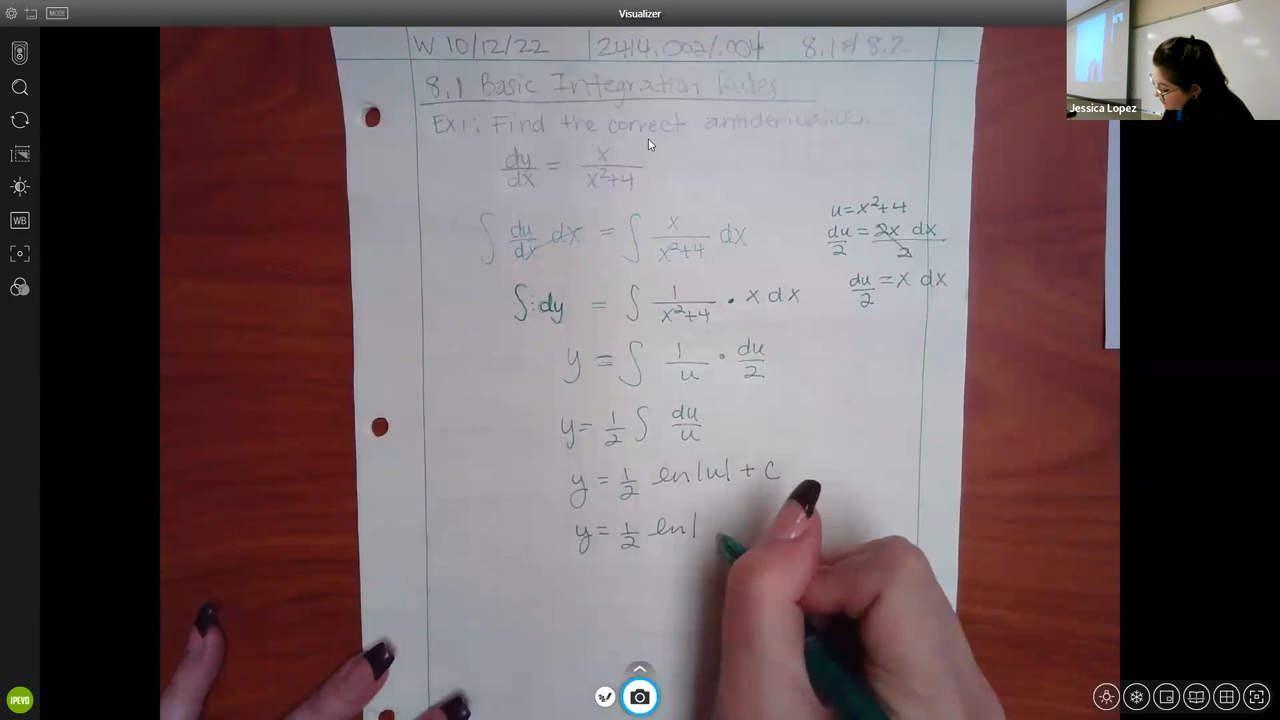 MODE
Visualizer
W 10/12/22 2414.002/.004 8.1 & 8.2
8.1 Basic Integration Rules
Ex1: Find the correct antiderivative.
dy/dx = x/(x²+4)
∫ dy/dx dx = ∫ x/(x²+4) dx
u = x²+4
du/2 = 2x dx/2
du/2 = x dx
∫ dy = ∫ 1/(x²+4) • x dx
y = ∫ 1/u • du/2
y = 1/2 ∫ du/u
y = 1/2 ln|u| + C
y = 1/2 ln|
Jessica Lopez
WB
IPEVO